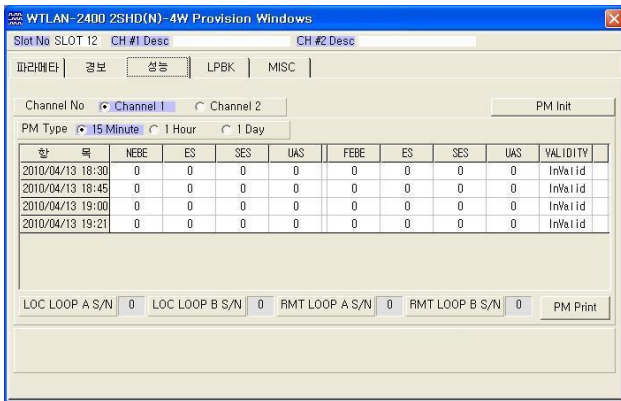 WTLAN-2400 2SHD(N)-4W Provision Windows
Slot No SLOT 12 CH #1 Desc CH #2 Desc
파라메타 경보 성능 LPBK MISC
Channel No Channel 1 Channel 2 PM Init
PM Type 15 Minute 1 Hour 1 Day
항 목 NEBE ES SES UAS FEBE ES SES UAS VALIDITY
2010/04/13 18:30 0 0 0 0 0 0 0 0 InValid
2010/04/13 18:45 0 0 0 0 0 0 0 0 InValid
2010/04/13 19:00 0 0 0 0 0 0 0 0 InValid
2010/04/13 19:21 0 0 0 0 0 0 0 0 InValid
LOC LOOP A S/N 0 LOC LOOP B S/N 0 RMT LOOP A S/N 0 RMT LOOP B S/N 0 PM Print